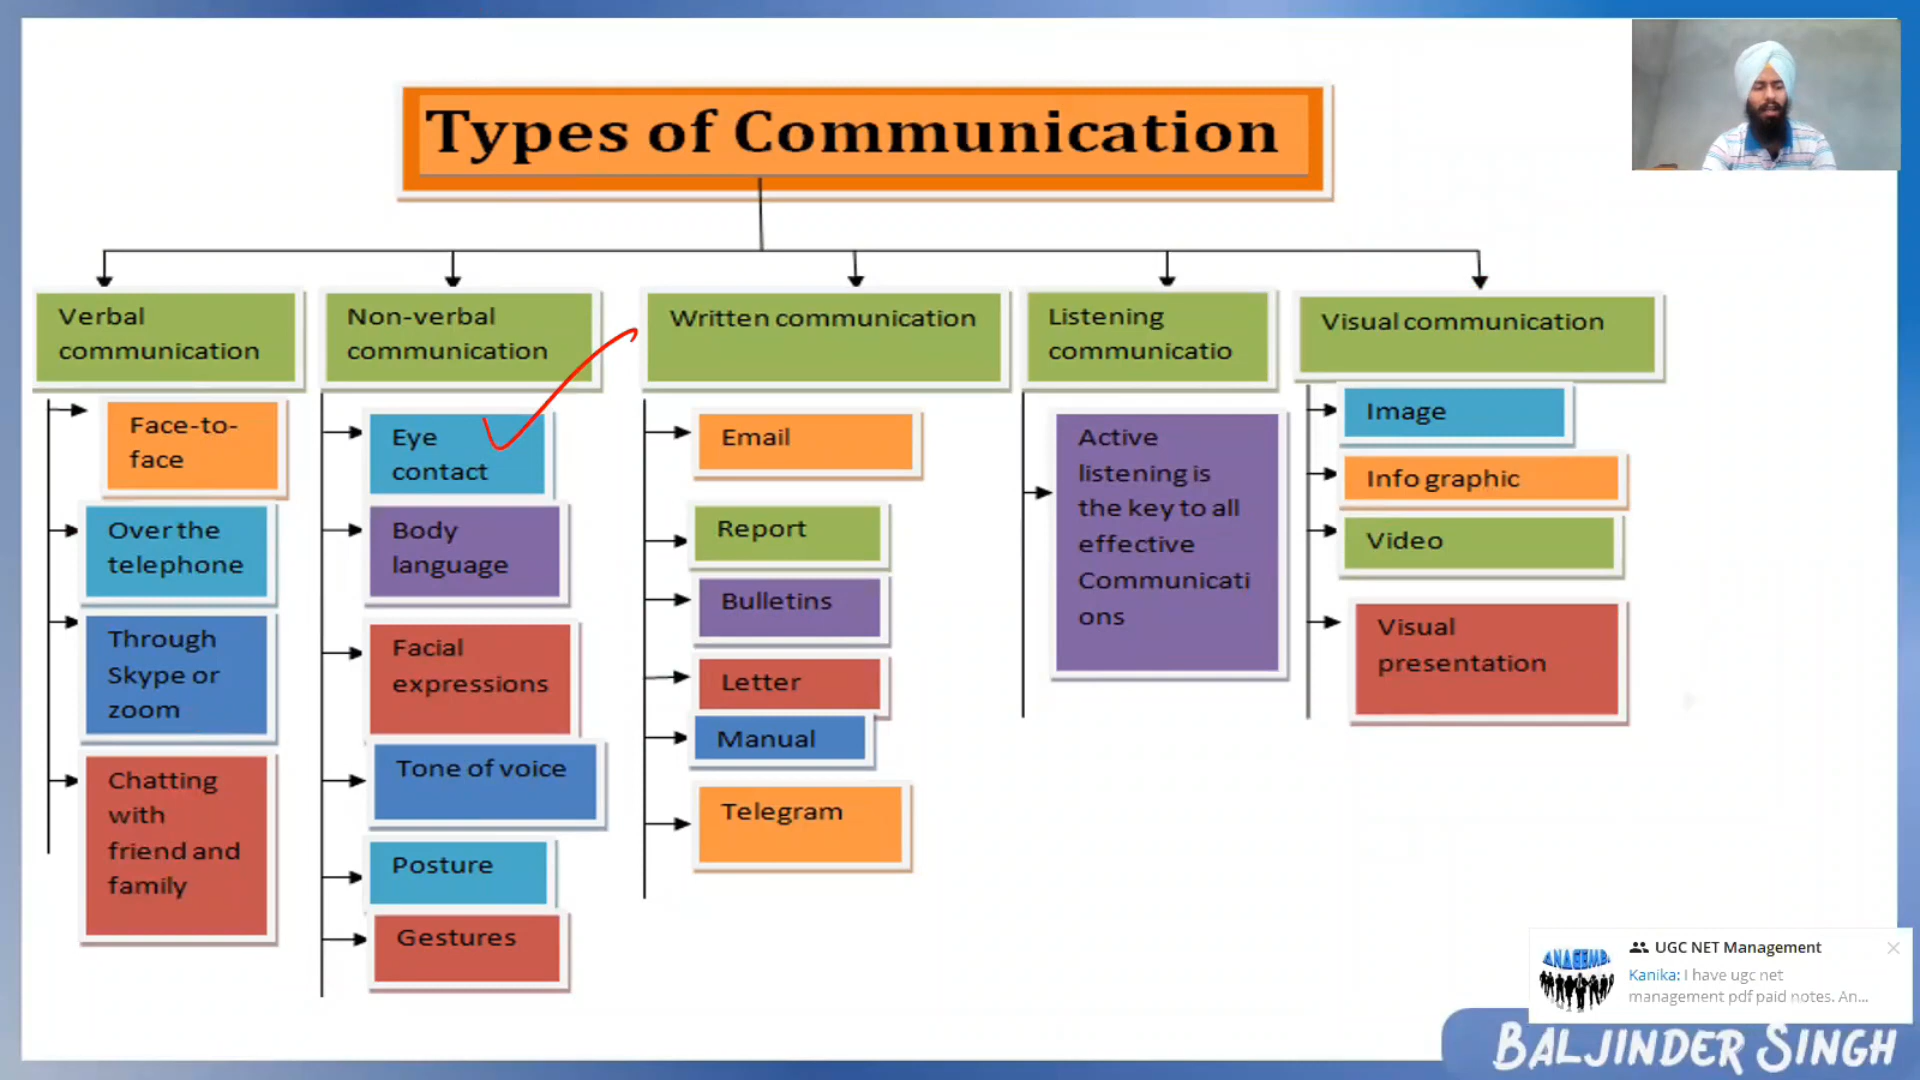 Types of Communication
Verbal
communication
Face-to-
face
Over the
telephone
Through
Skype or
zoom
Chatting
with
friend and
family
Non-verbal
communication
Eye
contact
Body
language
Facial
expressions
Tone of voice
Posture
Gestures
Written communication
Email
Report
Bulletins
Letter
Manual
Telegram
Listening
communicatio
Active
listening is
the key to all
effective
Communicati
ons
Visual communication
Image
Info graphic
Video
Visual
presentation
UGC NET Management
Kanika: I have ugc net
management pdf paid notes. An...
BALJINDER SINGH